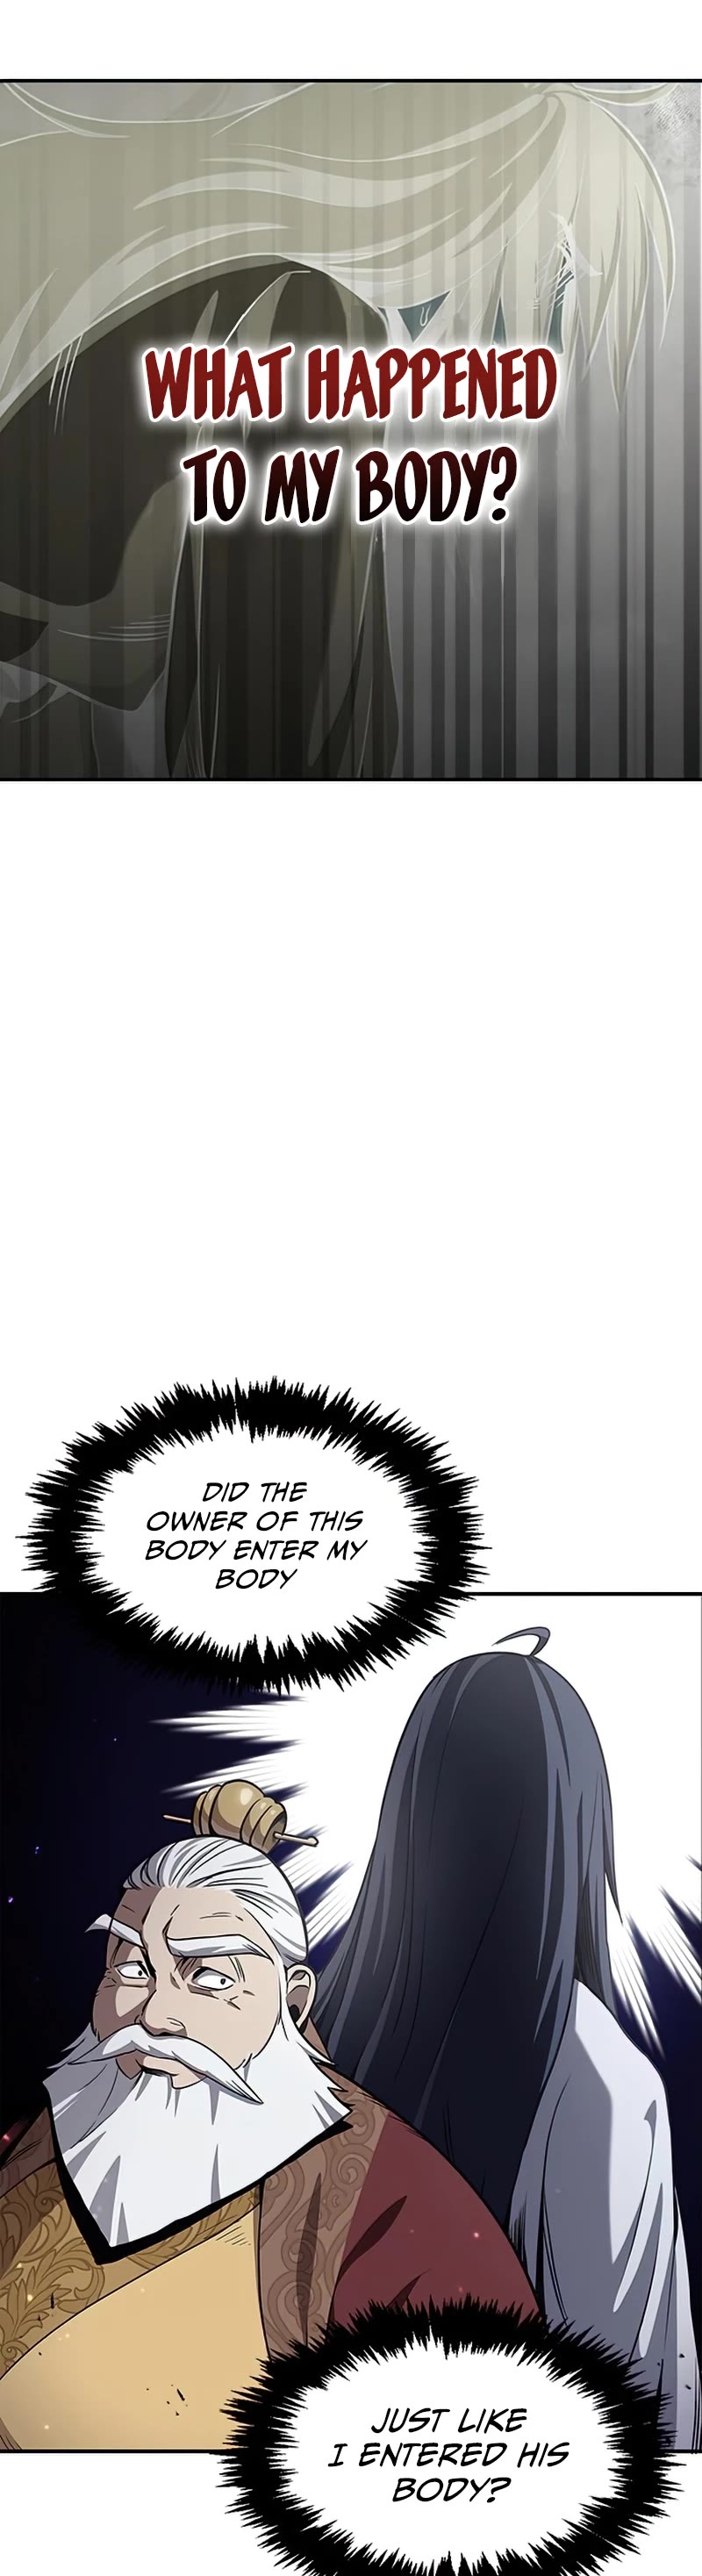 WHAT HAPPENED
TO MY BODY?
DID THE
OWNER OF THIS
BODY ENTER MY
BODY
JUST LIKE
I ENTERED HIS
BODY?